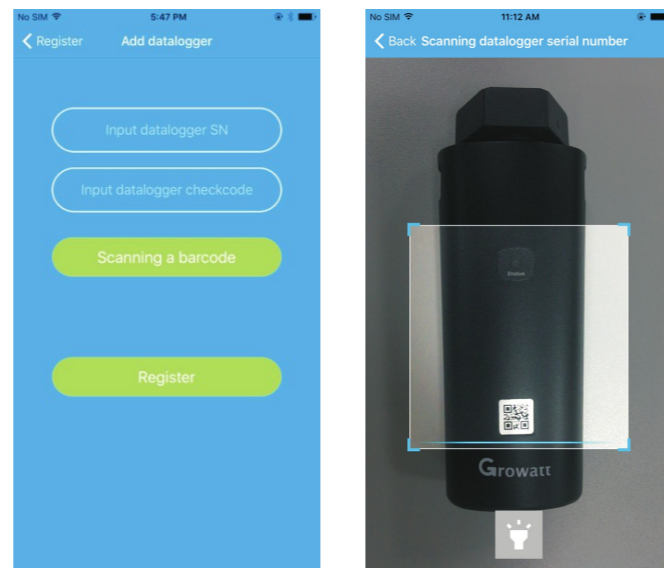 No SIM 5:47 PM
Register Add datalogger
Input datalogger SN
Input datalogger checkcode
Scanning a barcode
Register
No SIM 11:12 AM
Back Scanning datalogger serial number
Growatt